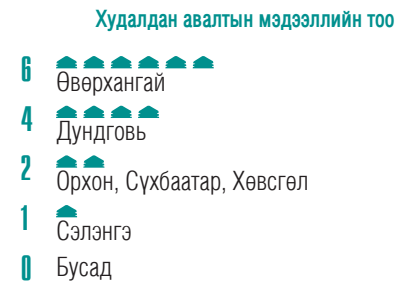 Худалдан авалтын мэдээллийн тоо
6
Өвөрхангай
4
Дундговь
2
Орхон, Сүхбаатар, Хөвсгөл
1
Сэлэнгэ
0 Бусад